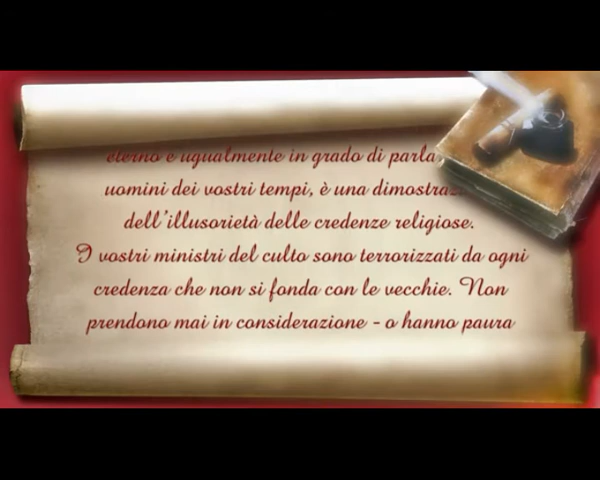 eterno e ugualmente in grado di
uomini dei vostri tempi, è una
dell'illusorietà delle credenze religiose.
I vostri ministri del culto sono terrorizzati da ogni
credenza che non si fonda con le vecchie. Non
prendono mai in considerazione - o hanno paura